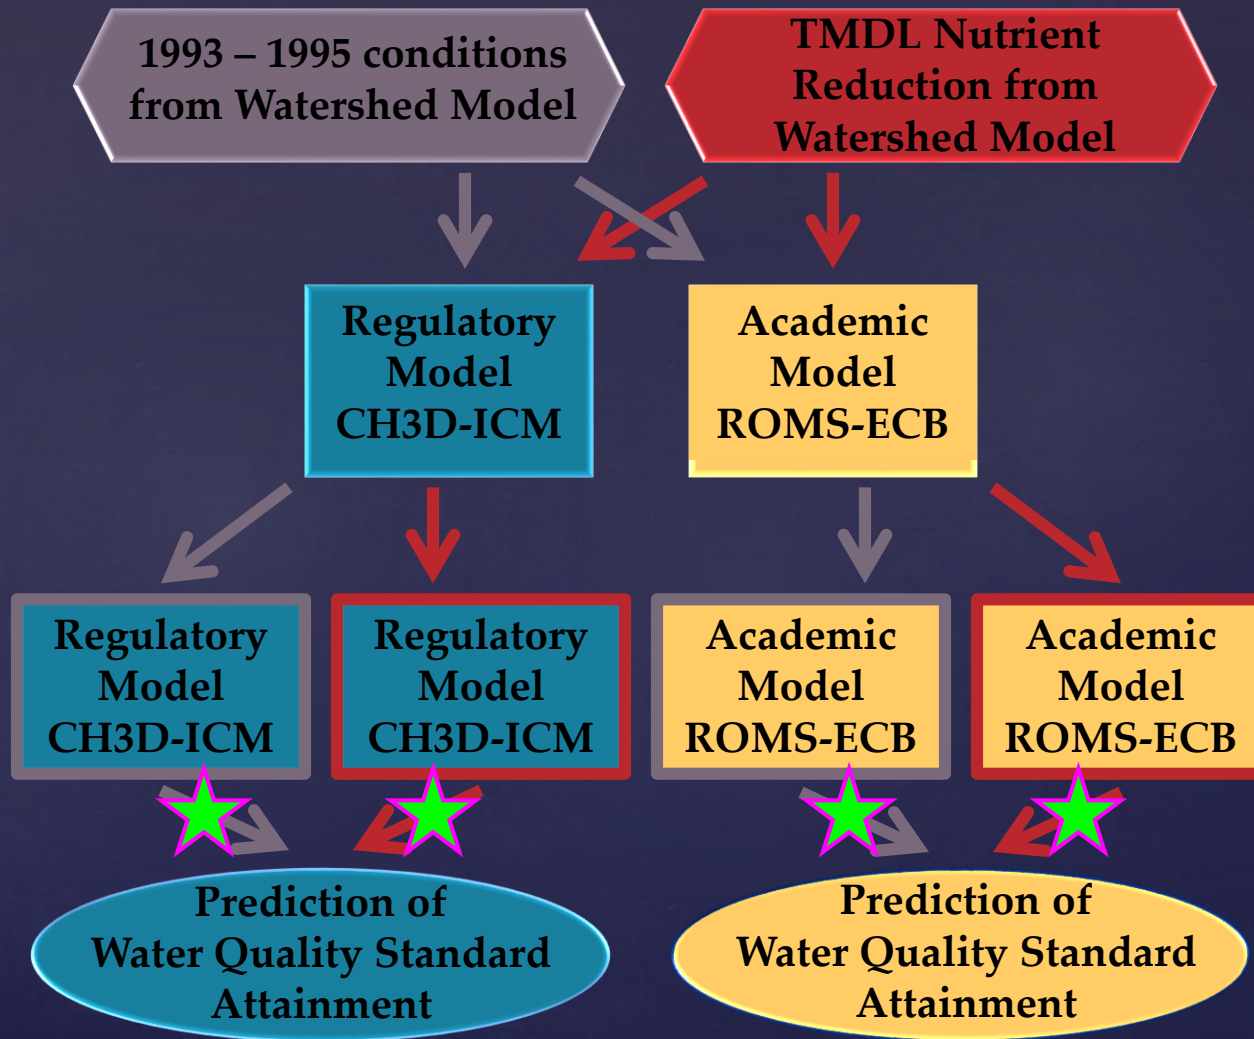 1993 – 1995 conditions
from Watershed Model
TMDL Nutrient
Reduction from
Watershed Model
Regulatory
Model
CH3D-ICM
Academic
Model
ROMS-ECB
Regulatory
Model
CH3D-ICM
Regulatory
Model
CH3D-ICM
Academic
Model
ROMS-ECB
Academic
Model
ROMS-ECB
Prediction of
Water Quality Standard
Attainment
Prediction of
Water Quality Standard
Attainment